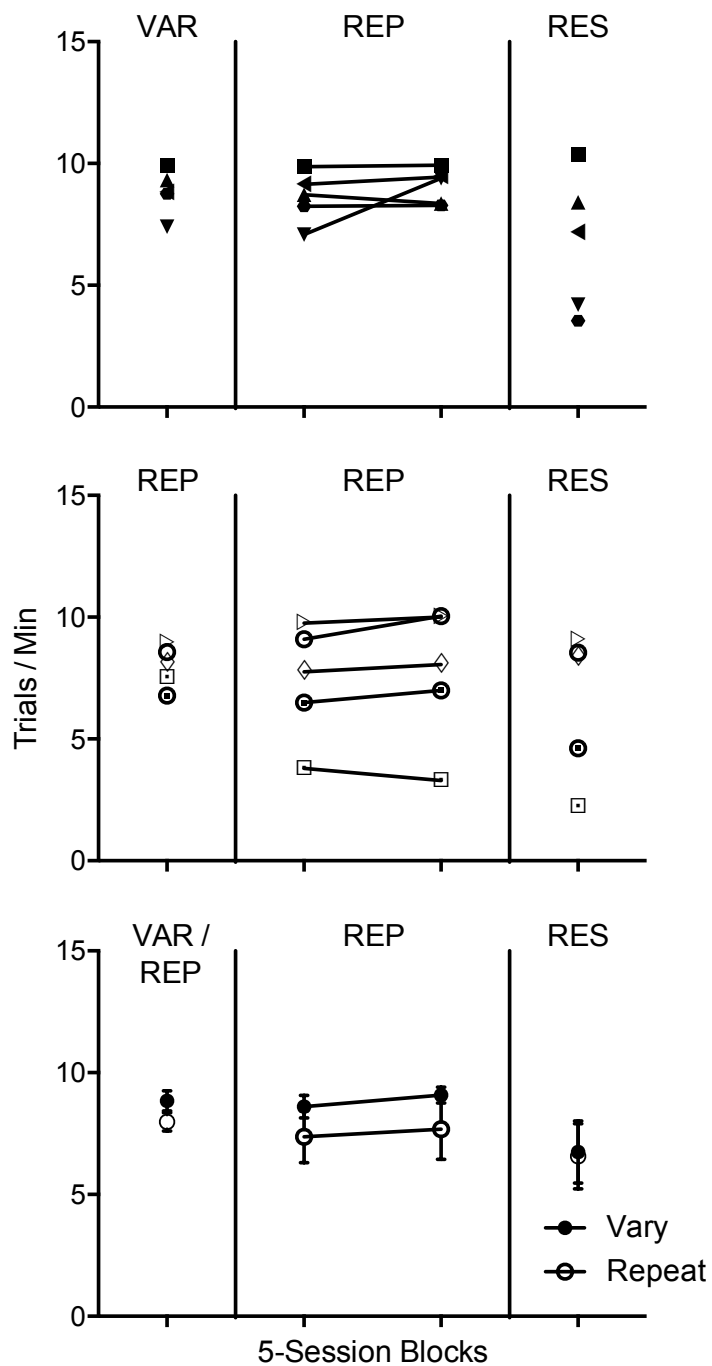 VAR REP RES
15
10
5
0
REP REP RES
15
10
5
0
Trials / Min
VAR / REP RES
REP
15
10
5
0
Vary
Repeat
5-Session Blocks